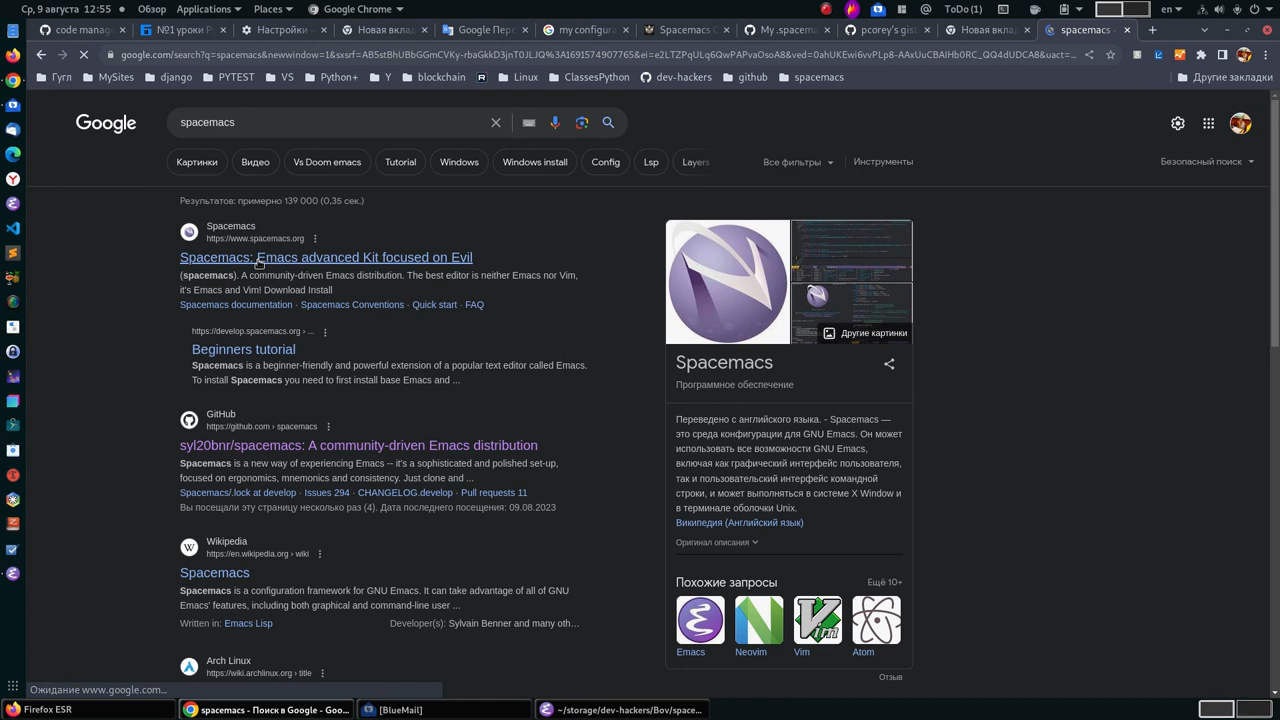 Ср, 9 августа 12:55
Обзор
Applications
Places
Google Chrome
ToDo (1)
en
code manag
№1 уроки P
Настройки -
Новая вклад
Google Пере
my configura
Spacemacs C
My .spacema
pcorey's gist
Новая вклад
spacemacs -
google.com/search?q=spacemacs&newwindow=1&sxsrf=AB5stBhUBbGGmCVKy-rbaGkkD3jnT0JLJQ%3A1691574907765&ei=e2LTZPqULq6QwPAPvaOsoA8&ved=0ahUKEwi6vvPLp8-AAxUuCBAIHb0RC_QQ4dUDCA8&uact=...
Гугл
MySites
django
PYTEST
VS
Python+
Y
blockchain
Linux
ClassesPython
dev-hackers
github
spacemacs
Другие закладки
Google
spacemacs
Картинки
Видео
Vs Doom emacs
Tutorial
Windows
Windows install
Config
Lsp
Layers
Все фильтры
Инструменты
Безопасный поиск
Результатов: примерно 139 000 (0,35 сек.)
Spacemacs
https://www.spacemacs.org
Spacemacs: Emacs advanced Kit focused on Evil
(spacemacs). A community-driven Emacs distribution. The best editor is neither Emacs nor Vim,
it's Emacs and Vim! Download Install
Spacemacs documentation · Spacemacs Conventions · Quick start · FAQ
https://develop.spacemacs.org › ...
Beginners tutorial
Spacemacs is a beginner-friendly and powerful extension of a popular text editor called Emacs.
To install Spacemacs you need to first install base Emacs and ...
GitHub
https://github.com › spacemacs
syl20bnr/spacemacs: A community-driven Emacs distribution
Spacemacs is a new way of experiencing Emacs -- it's a sophisticated and polished set-up,
focused on ergonomics, mnemonics and consistency. Just clone and ...
Spacemacs/.lock at develop · Issues 294 · CHANGELOG.develop · Pull requests 11
Вы посещали эту страницу несколько раз (4). Дата последнего посещения: 09.08.2023
Wikipedia
https://en.wikipedia.org › wiki
Spacemacs
Spacemacs is a configuration framework for GNU Emacs. It can take advantage of all of GNU
Emacs' features, including both graphical and command-line user ...
Written in: Emacs Lisp
Developer(s): Sylvain Benner and many oth…
Arch Linux
https://wiki.archlinux.org › title
Другие картинки
Spacemacs
Программное обеспечение
Переведено с английского языка. - Spacemacs —
это среда конфигурации для GNU Emacs. Он может
использовать все возможности GNU Emacs,
включая как графический интерфейс пользователя,
так и пользовательский интерфейс командной
строки, и может выполняться в системе X Window и
в терминале оболочки Unix.
Википедия (Английский язык)
Оригинал описания
Похожие запросы
Ещё 10+
Emacs
Neovim
Vim
Atom
Отзыв
Ожидание www.google.com...
Firefox ESR
spacemacs - Поиск в Google - Goo...
[BlueMail]
~/storage/dev-hackers/Bov/space...